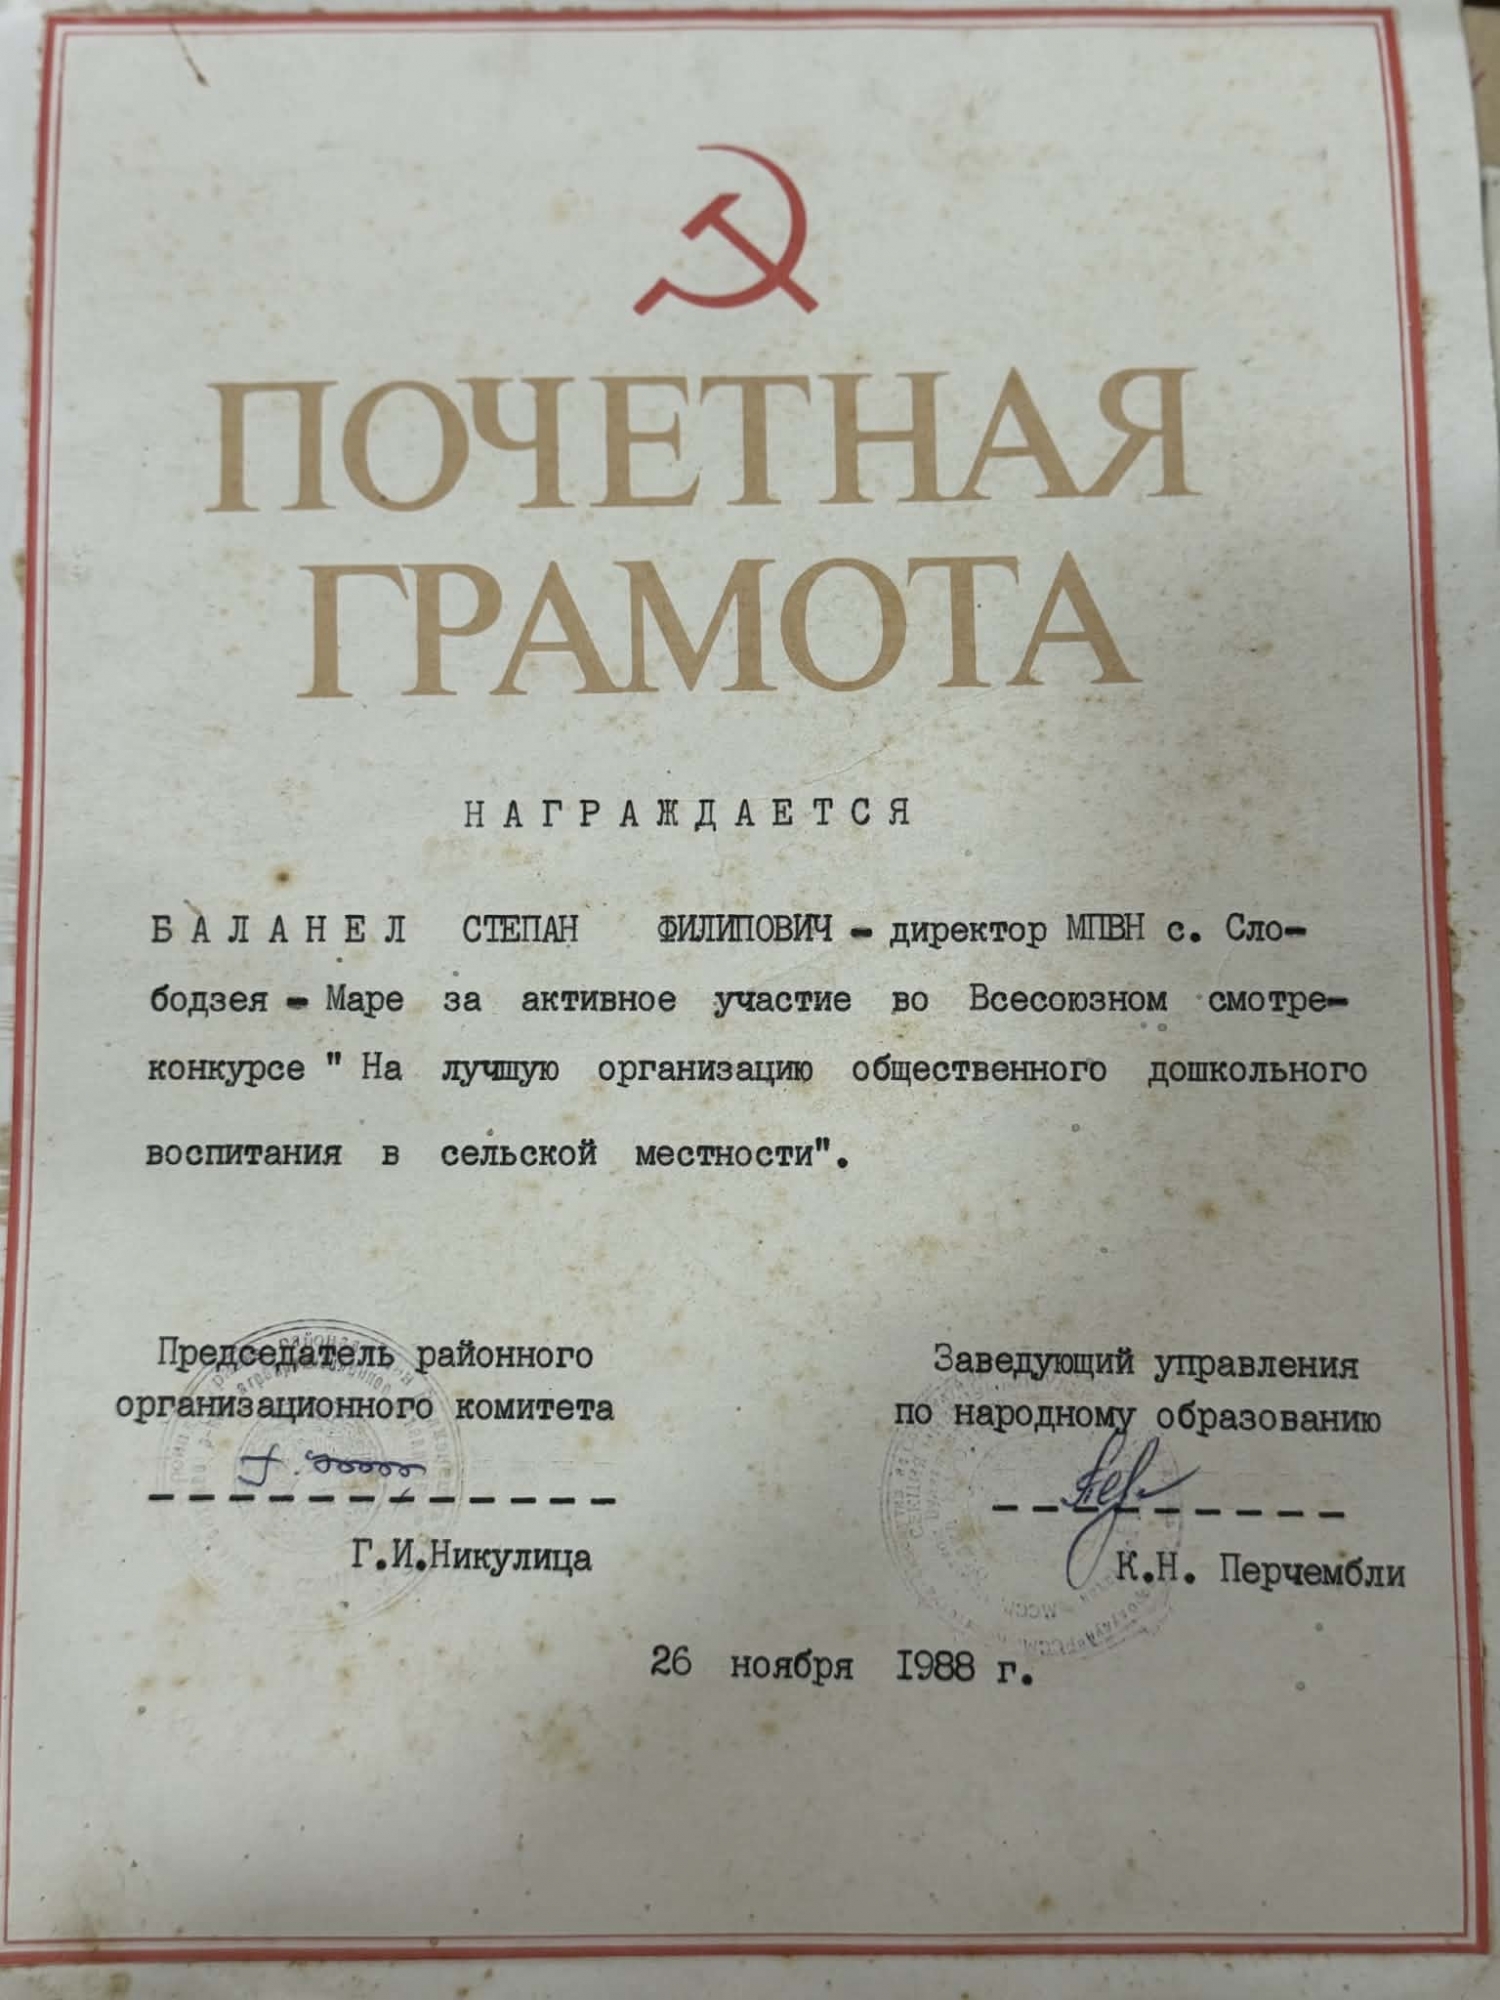 ПОЧЕТНАЯ
ГРАМОТА
НАГРАЖДАЕТСЯ
БАЛАНЕЛ СТЕПАН ФИЛИПОВИЧ - директор МПВН с. Сло-
бодзея - Маре за активное участие во Всесоюзном смотре-
конкурсе " На лучшую организацию общественного дошкольного
воспитания в сельской местности".
Председатель районного
организационного комитета
Г.И.Никулица
Заведующий управления
по народному образованию
К.Н. Перчембли
26 ноября I988 г.